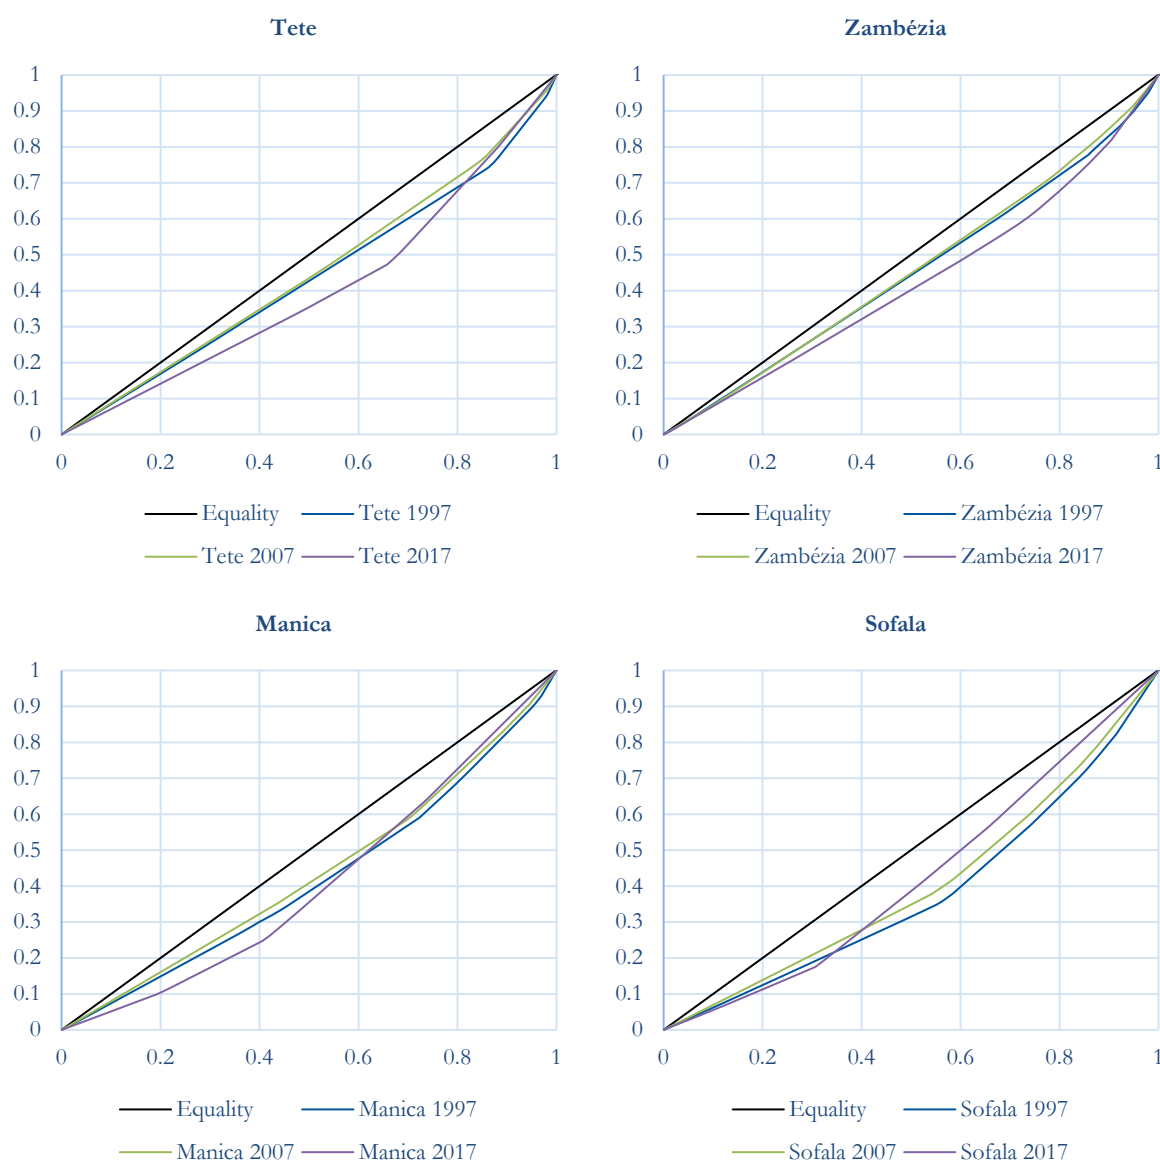 Tete
Zambézia
1
0.9
0.8
0.7
0.6
0.5
0.4
0.3
0.2
0.1
0
0 0.2 0.4 0.6 0.8 1
Equality Tete 1997
Tete 2007 Tete 2017
1
0.9
0.8
0.7
0.6
0.5
0.4
0.3
0.2
0.1
0
0 0.2 0.4 0.6 0.8 1
Equality Zambézia 1997
Zambézia 2007 Zambézia 2017
Manica
Sofala
1
0.9
0.8
0.7
0.6
0.5
0.4
0.3
0.2
0.1
0
0 0.2 0.4 0.6 0.8 1
Equality Manica 1997
Manica 2007 Manica 2017
1
0.9
0.8
0.7
0.6
0.5
0.4
0.3
0.2
0.1
0
0 0.2 0.4 0.6 0.8 1
Equality Sofala 1997
Sofala 2007 Sofala 2017